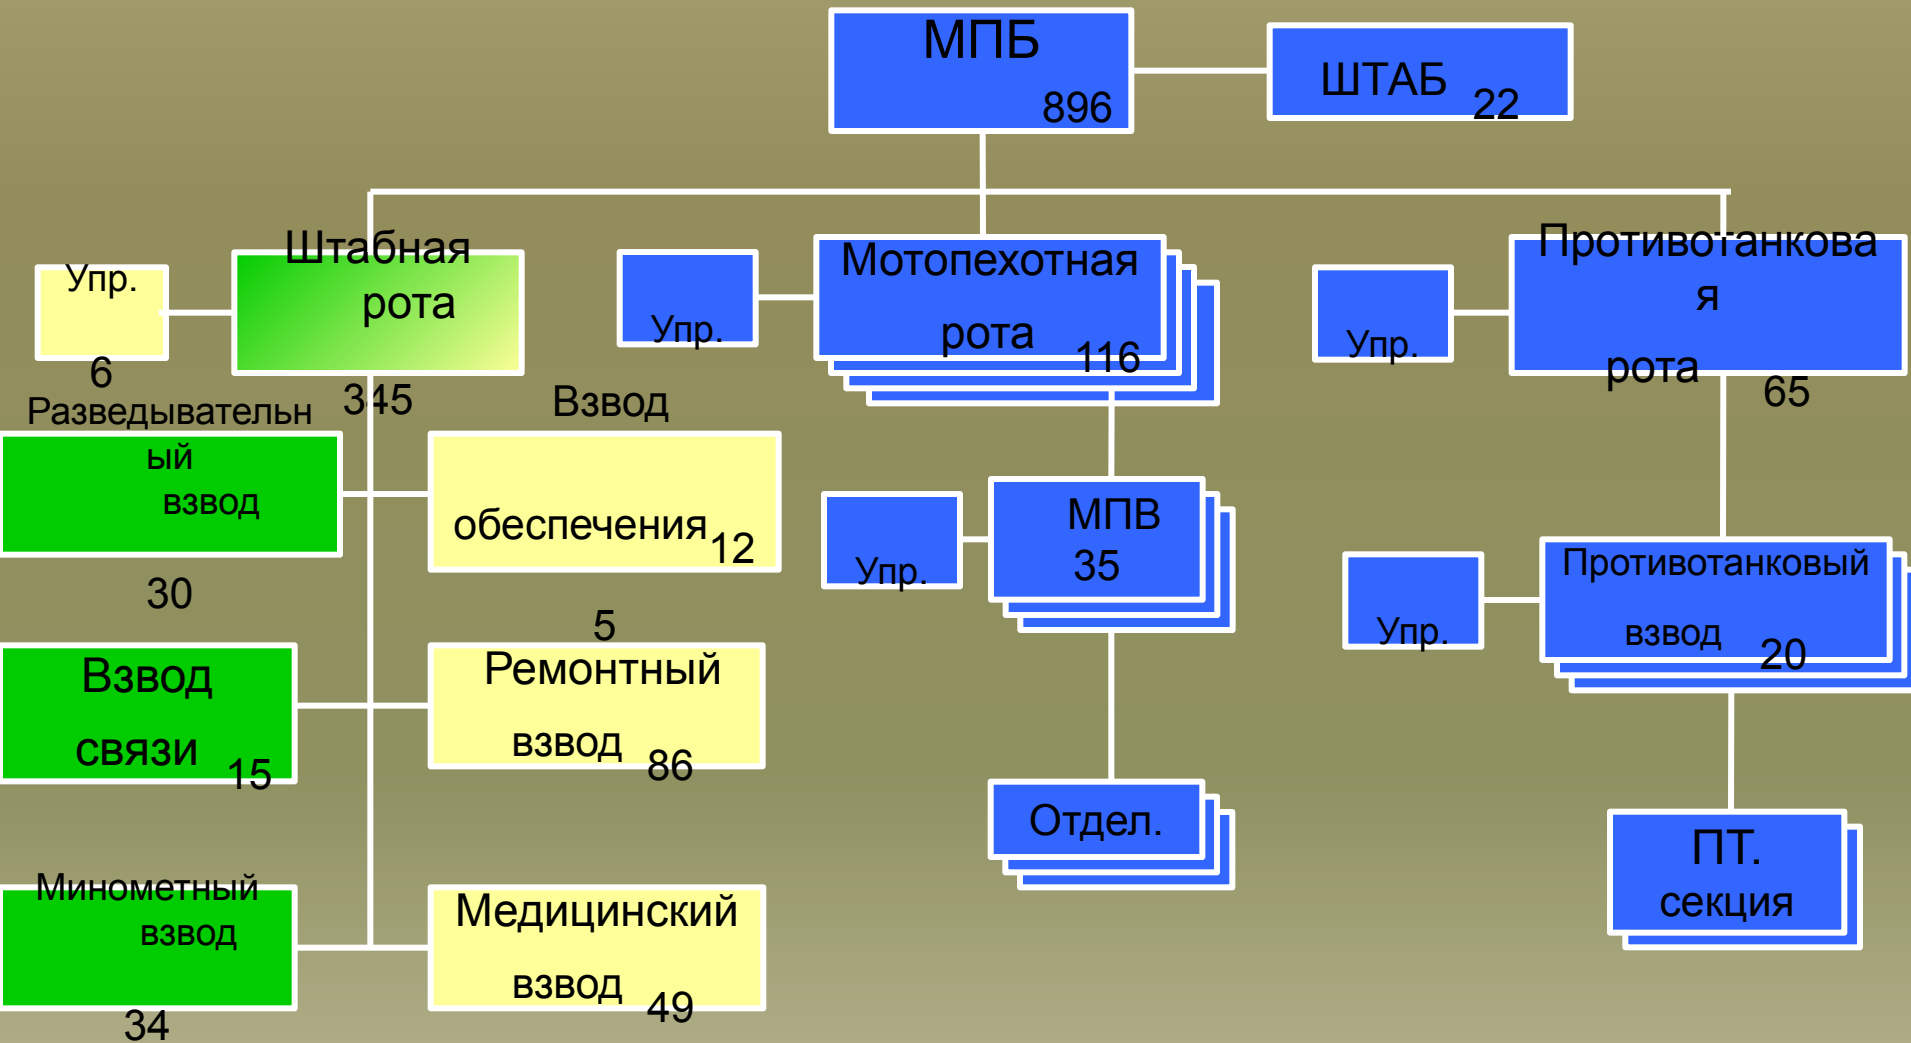 МПБ
896
ШТАБ 22
Упр.
6
Штабная
рота
345
Упр.
Мотопехотная
рота 116
Упр.
Противотанкова
я
рота 65
Разведывательн
ый
взвод
30
Взвод
обеспечения 12
5
Взвод
связи 15
Ремонтный
взвод 86
Минометный
взвод
34
Медицинский
взвод 49
Упр.
МПВ
35
Отдел.
Упр.
Противотанковый
взвод 20
ПТ.
секция